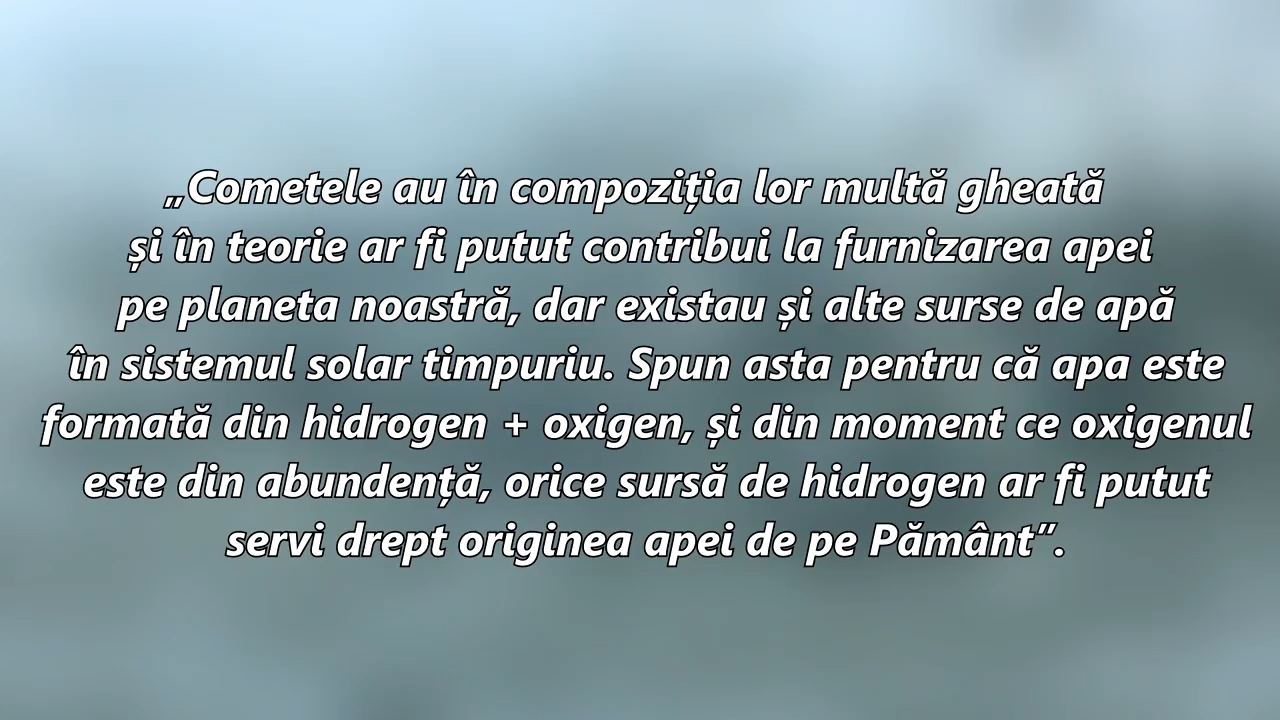 „Cometele au în compoziția lor multă gheată
și în teorie ar fi putut contribui la furnizarea apei
pe planeta noastră, dar existau și alte surse de apă
în sistemul solar timpuriu. Spun asta pentru că apa este
formată din hidrogen + oxigen, și din moment ce oxigenul
este din abundență, orice sursă de hidrogen ar fi putut
servi drept originea apei de pe Pământ”.